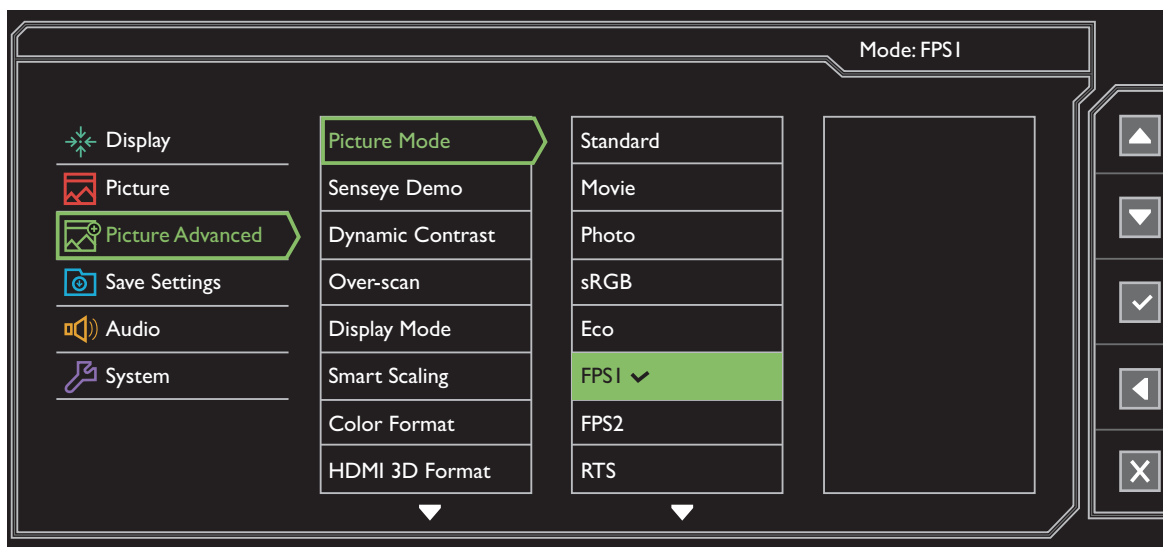 Mode: FPS1
Display
Picture
Picture Advanced
Save Settings
Audio
System
Picture Mode
Senseye Demo
Dynamic Contrast
Over-scan
Display Mode
Smart Scaling
Color Format
HDMI 3D Format
Standard
Movie
Photo
sRGB
Eco
FPS1
FPS2
RTS